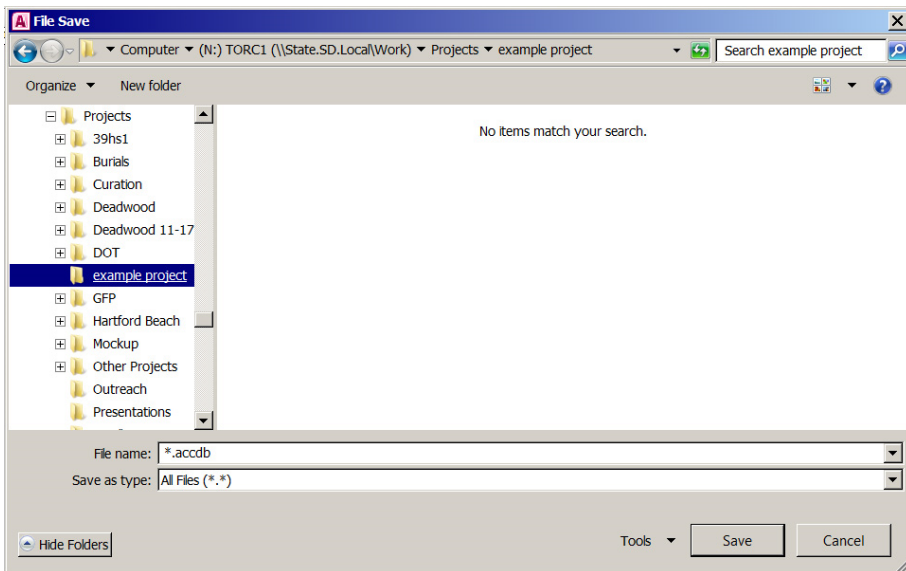 A File Save
Computer (N:) TORC1 (\\State.SD.Local\Work) Projects example project Search example project
Organize New folder
Projects
39hs1
Burials
Curation
Deadwood
Deadwood 11-17
DOT
example project
GFP
Hartford Beach
Mockup
Other Projects
Outreach
Presentations
No items match your search.
File name: *.accdb
Save as type: All Files (*.*)
Hide Folders Tools Save Cancel